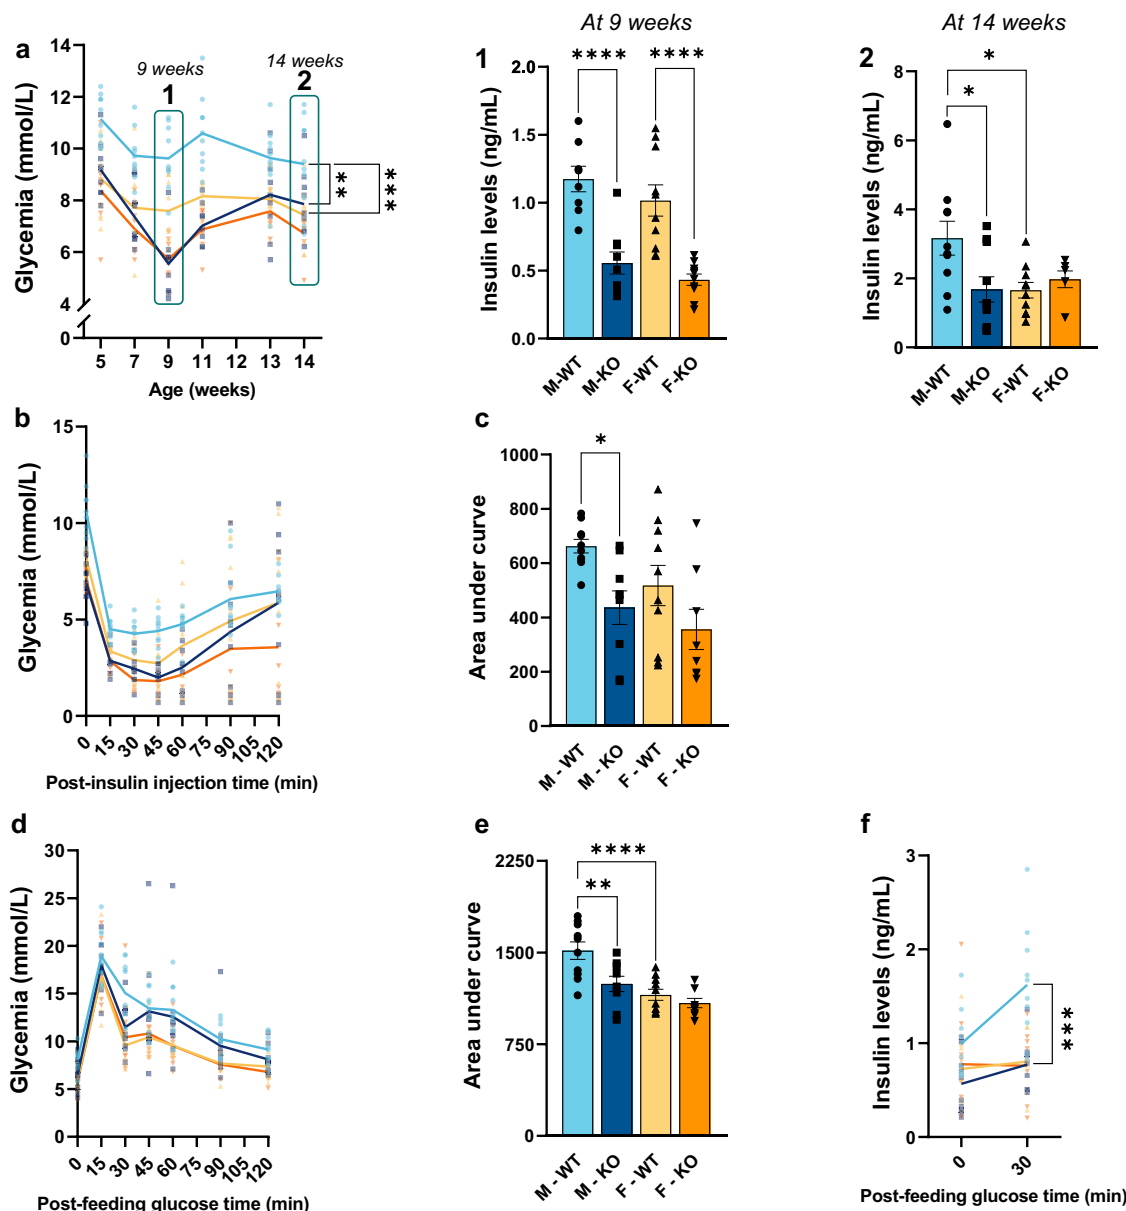 At 9 weeks
At 14 weeks
a
Glycemia (mmol/L)
14
12
10
8
6
4
0
9 weeks
1
14 weeks
2
**
***
5
7
9
11
12
13
14
Age (weeks)
1
Insulin levels (ng/mL)
2.0
1.5
1.0
0.5
0.0
****
****
M-WT
M-KO
F-WT
F-KO
2
Insulin levels (ng/mL)
8
6
4
2
0
*
*
M-WT
M-KO
F-WT
F-KO
b
Glycemia (mmol/L)
15
10
5
0
0
15
30
45
60
75
90
105
120
Post-insulin injection time (min)
c
Area under curve
1000
800
600
400
200
0
*
M - WT
M - KO
F - WT
F - KO
d
Glycemia (mmol/L)
30
25
20
15
10
5
0
0
15
30
45
60
75
90
105
120
Post-feeding glucose time (min)
e
Area under curve
2250
1500
750
0
****
**
M - WT
M - KO
F - WT
F - KO
f
Insulin levels (ng/mL)
3
2
1
0
***
0
30
Post-feeding glucose time (min)